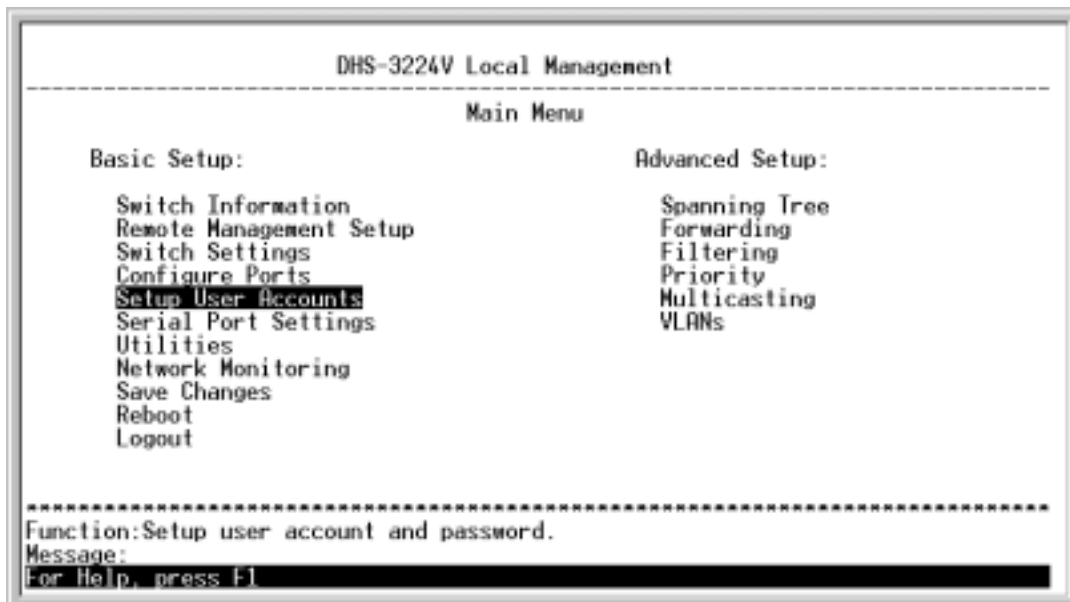 DHS-3224V Local Management
Main Menu
Basic Setup:
Switch Information
Remote Management Setup
Switch Settings
Configure Ports
Setup User Accounts
Serial Port Settings
Utilities
Network Monitoring
Save Changes
Reboot
Logout
Advanced Setup:
Spanning Tree
Forwarding
Filtering
Priority
Multicasting
VLANs
Function:Setup user account and password.
Message:
For Help, press F1